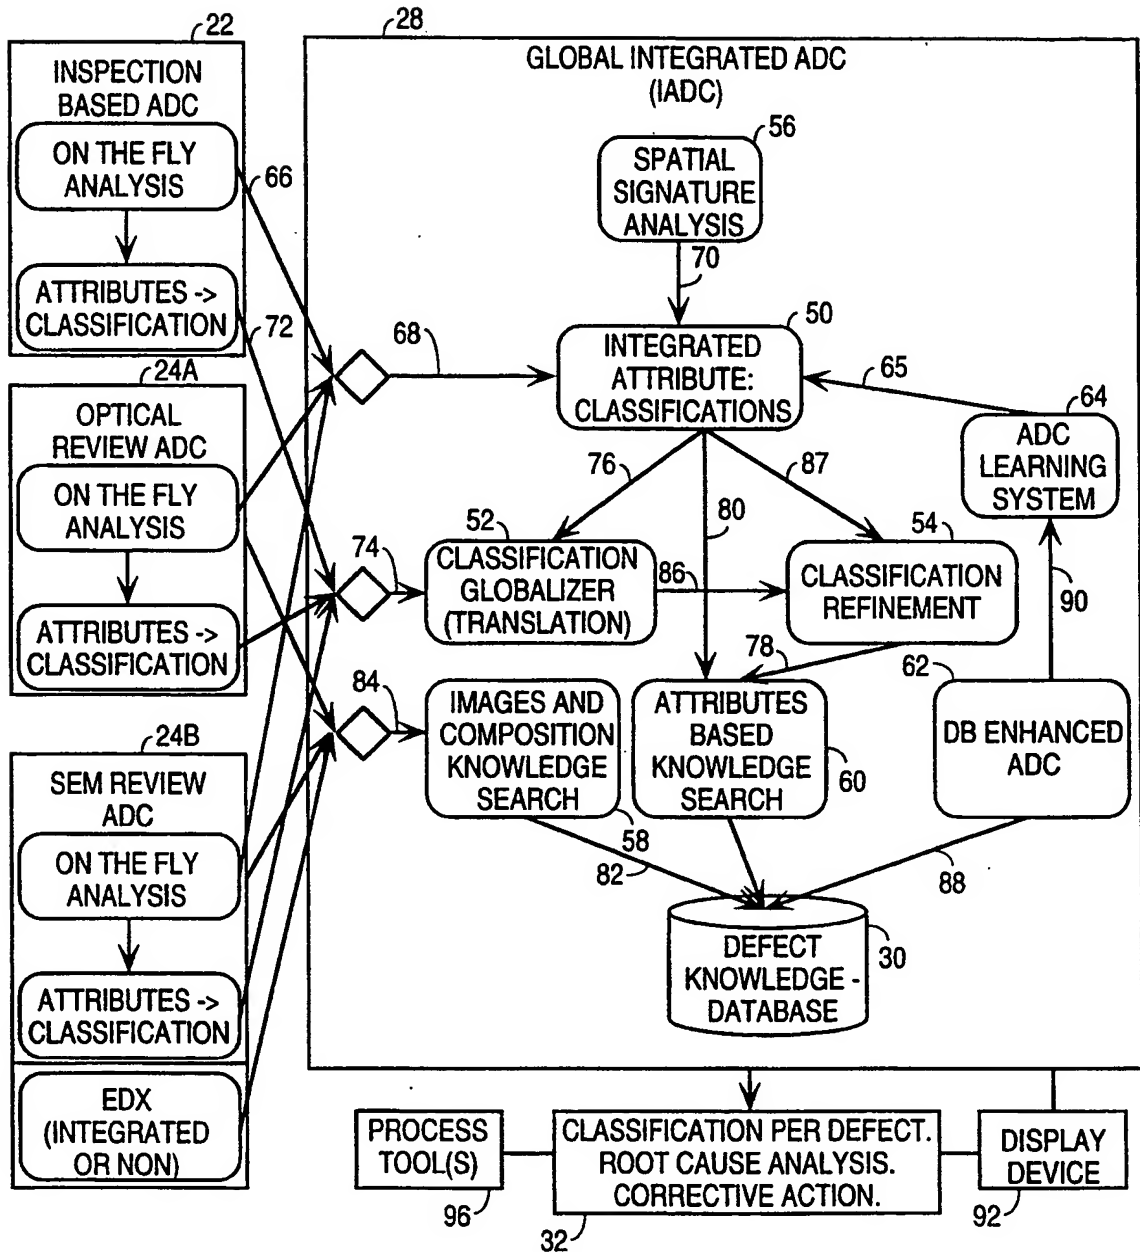 22
INSPECTION
BASED ADC
ON THE FLY
ANALYSIS
ATTRIBUTES ->
CLASSIFICATION
66
72
24A
OPTICAL
REVIEW ADC
ON THE FLY
ANALYSIS
ATTRIBUTES ->
CLASSIFICATION
24B
SEM REVIEW
ADC
ON THE FLY
ANALYSIS
ATTRIBUTES ->
CLASSIFICATION
EDX
(INTEGRATED
OR NON)
28
GLOBAL INTEGRATED ADC
(IADC)
56
SPATIAL
SIGNATURE
ANALYSIS
70
68
50
INTEGRATED
ATTRIBUTE:
CLASSIFICATIONS
65
64
ADC
LEARNING
SYSTEM
76
80
87
74
52
CLASSIFICATION
GLOBALIZER
(TRANSLATION)
86
54
CLASSIFICATION
REFINEMENT
90
78
84
IMAGES AND
COMPOSITION
KNOWLEDGE
SEARCH
58
ATTRIBUTES
BASED
KNOWLEDGE
SEARCH
60
62
DB ENHANCED
ADC
82
88
DEFECT
KNOWLEDGE -
DATABASE
30
PROCESS
TOOL(S)
96
CLASSIFICATION PER DEFECT.
ROOT CAUSE ANALYSIS.
CORRECTIVE ACTION.
32
DISPLAY
DEVICE
92